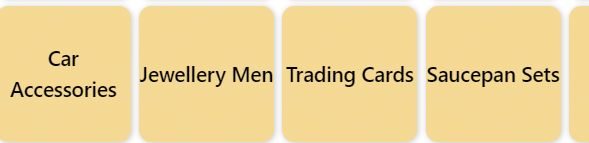 Car
Accessories
Jewellery Men
Trading Cards
Saucepan Sets